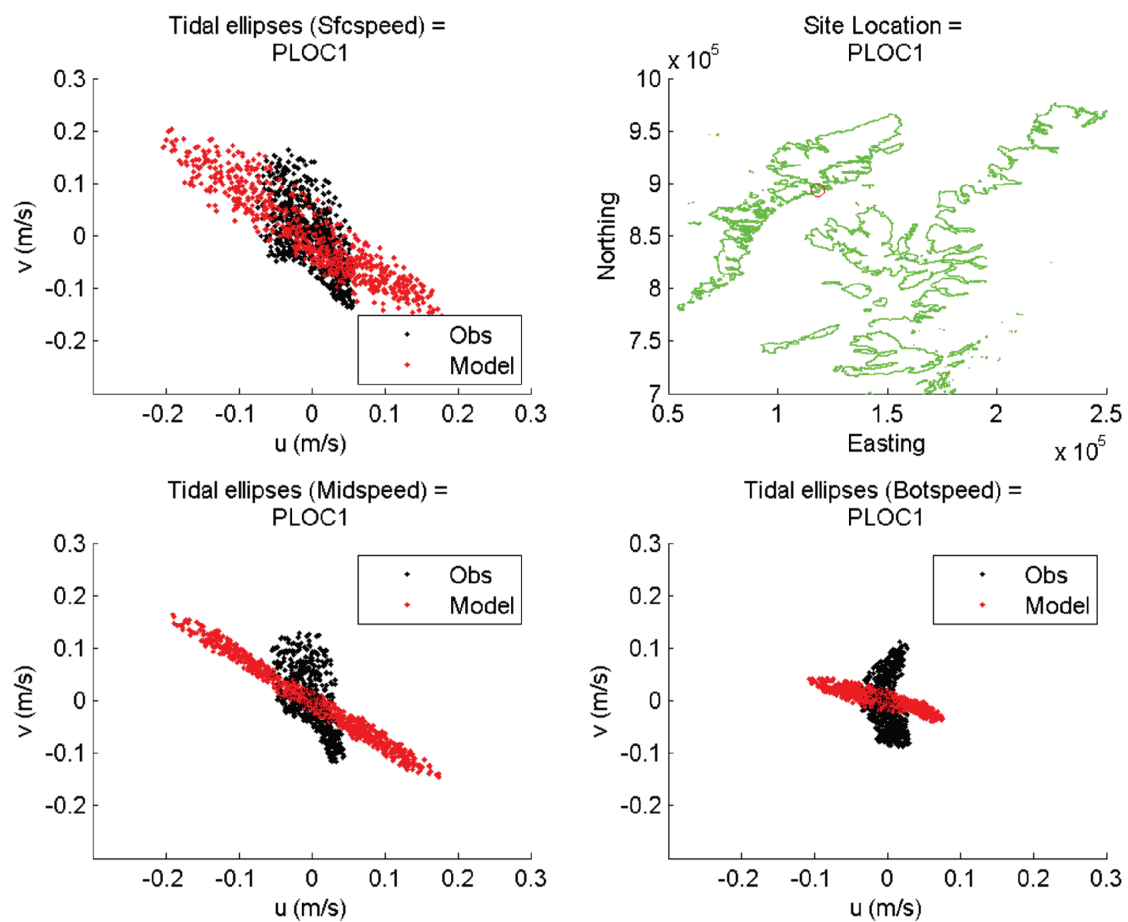 Tidal ellipses (Sfcspeed) =
PLOC1
0.3
0.2
0.1
0
-0.1
-0.2
v (m/s)
-0.2 -0.1 0 0.1 0.2 0.3
u (m/s)
Obs
Model
Site Location =
PLOC1
x 10^5
10
9.5
9
8.5
8
7.5
7
Northing
0.5 1 1.5 2 2.5
Easting
x 10^5
Tidal ellipses (Midspeed) =
PLOC1
0.3
0.2
0.1
0
-0.1
-0.2
v (m/s)
-0.2 -0.1 0 0.1 0.2 0.3
u (m/s)
Obs
Model
Tidal ellipses (Botspeed) =
PLOC1
0.3
0.2
0.1
0
-0.1
-0.2
v (m/s)
-0.2 -0.1 0 0.1 0.2 0.3
u (m/s)
Obs
Model